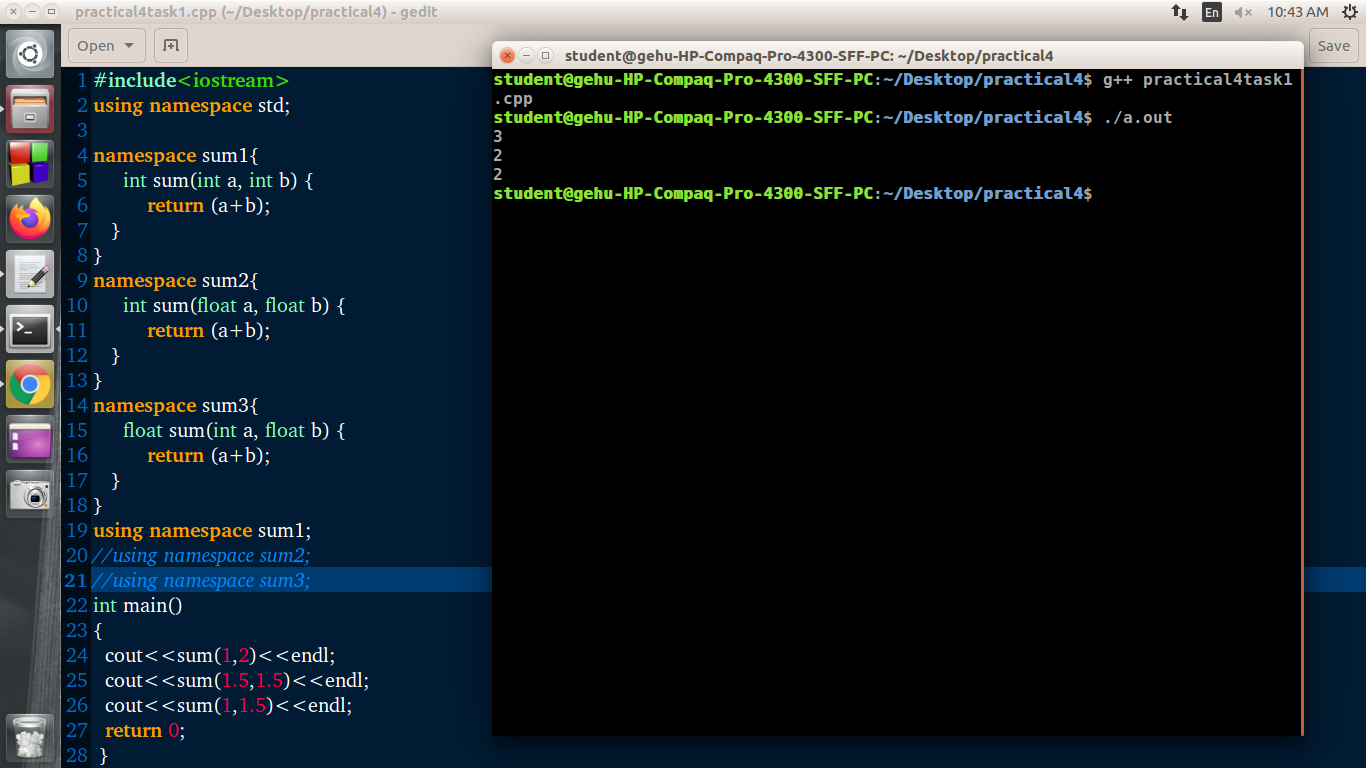 practical4task1.cpp (~/Desktop/practical4) - gedit
En
10:43 AM
Open
Save
1 #include<iostream>
2 using namespace std;
3
4 namespace sum1{
5 int sum(int a, int b) {
6 return (a+b);
7 }
8 }
9 namespace sum2{
10 int sum(float a, float b) {
11 return (a+b);
12 }
13 }
14 namespace sum3{
15 float sum(int a, float b) {
16 return (a+b);
17 }
18 }
19 using namespace sum1;
20 //using namespace sum2;
21 //using namespace sum3;
22 int main()
23 {
24 cout<<sum(1,2)<<endl;
25 cout<<sum(1.5,1.5)<<endl;
26 cout<<sum(1,1.5)<<endl;
27 return 0;
28 }
student@gehu-HP-Compaq-Pro-4300-SFF-PC: ~/Desktop/practical4
student@gehu-HP-Compaq-Pro-4300-SFF-PC:~/Desktop/practical4$ g++ practical4task1
.cpp
student@gehu-HP-Compaq-Pro-4300-SFF-PC:~/Desktop/practical4$ ./a.out
3
2
2
student@gehu-HP-Compaq-Pro-4300-SFF-PC:~/Desktop/practical4$